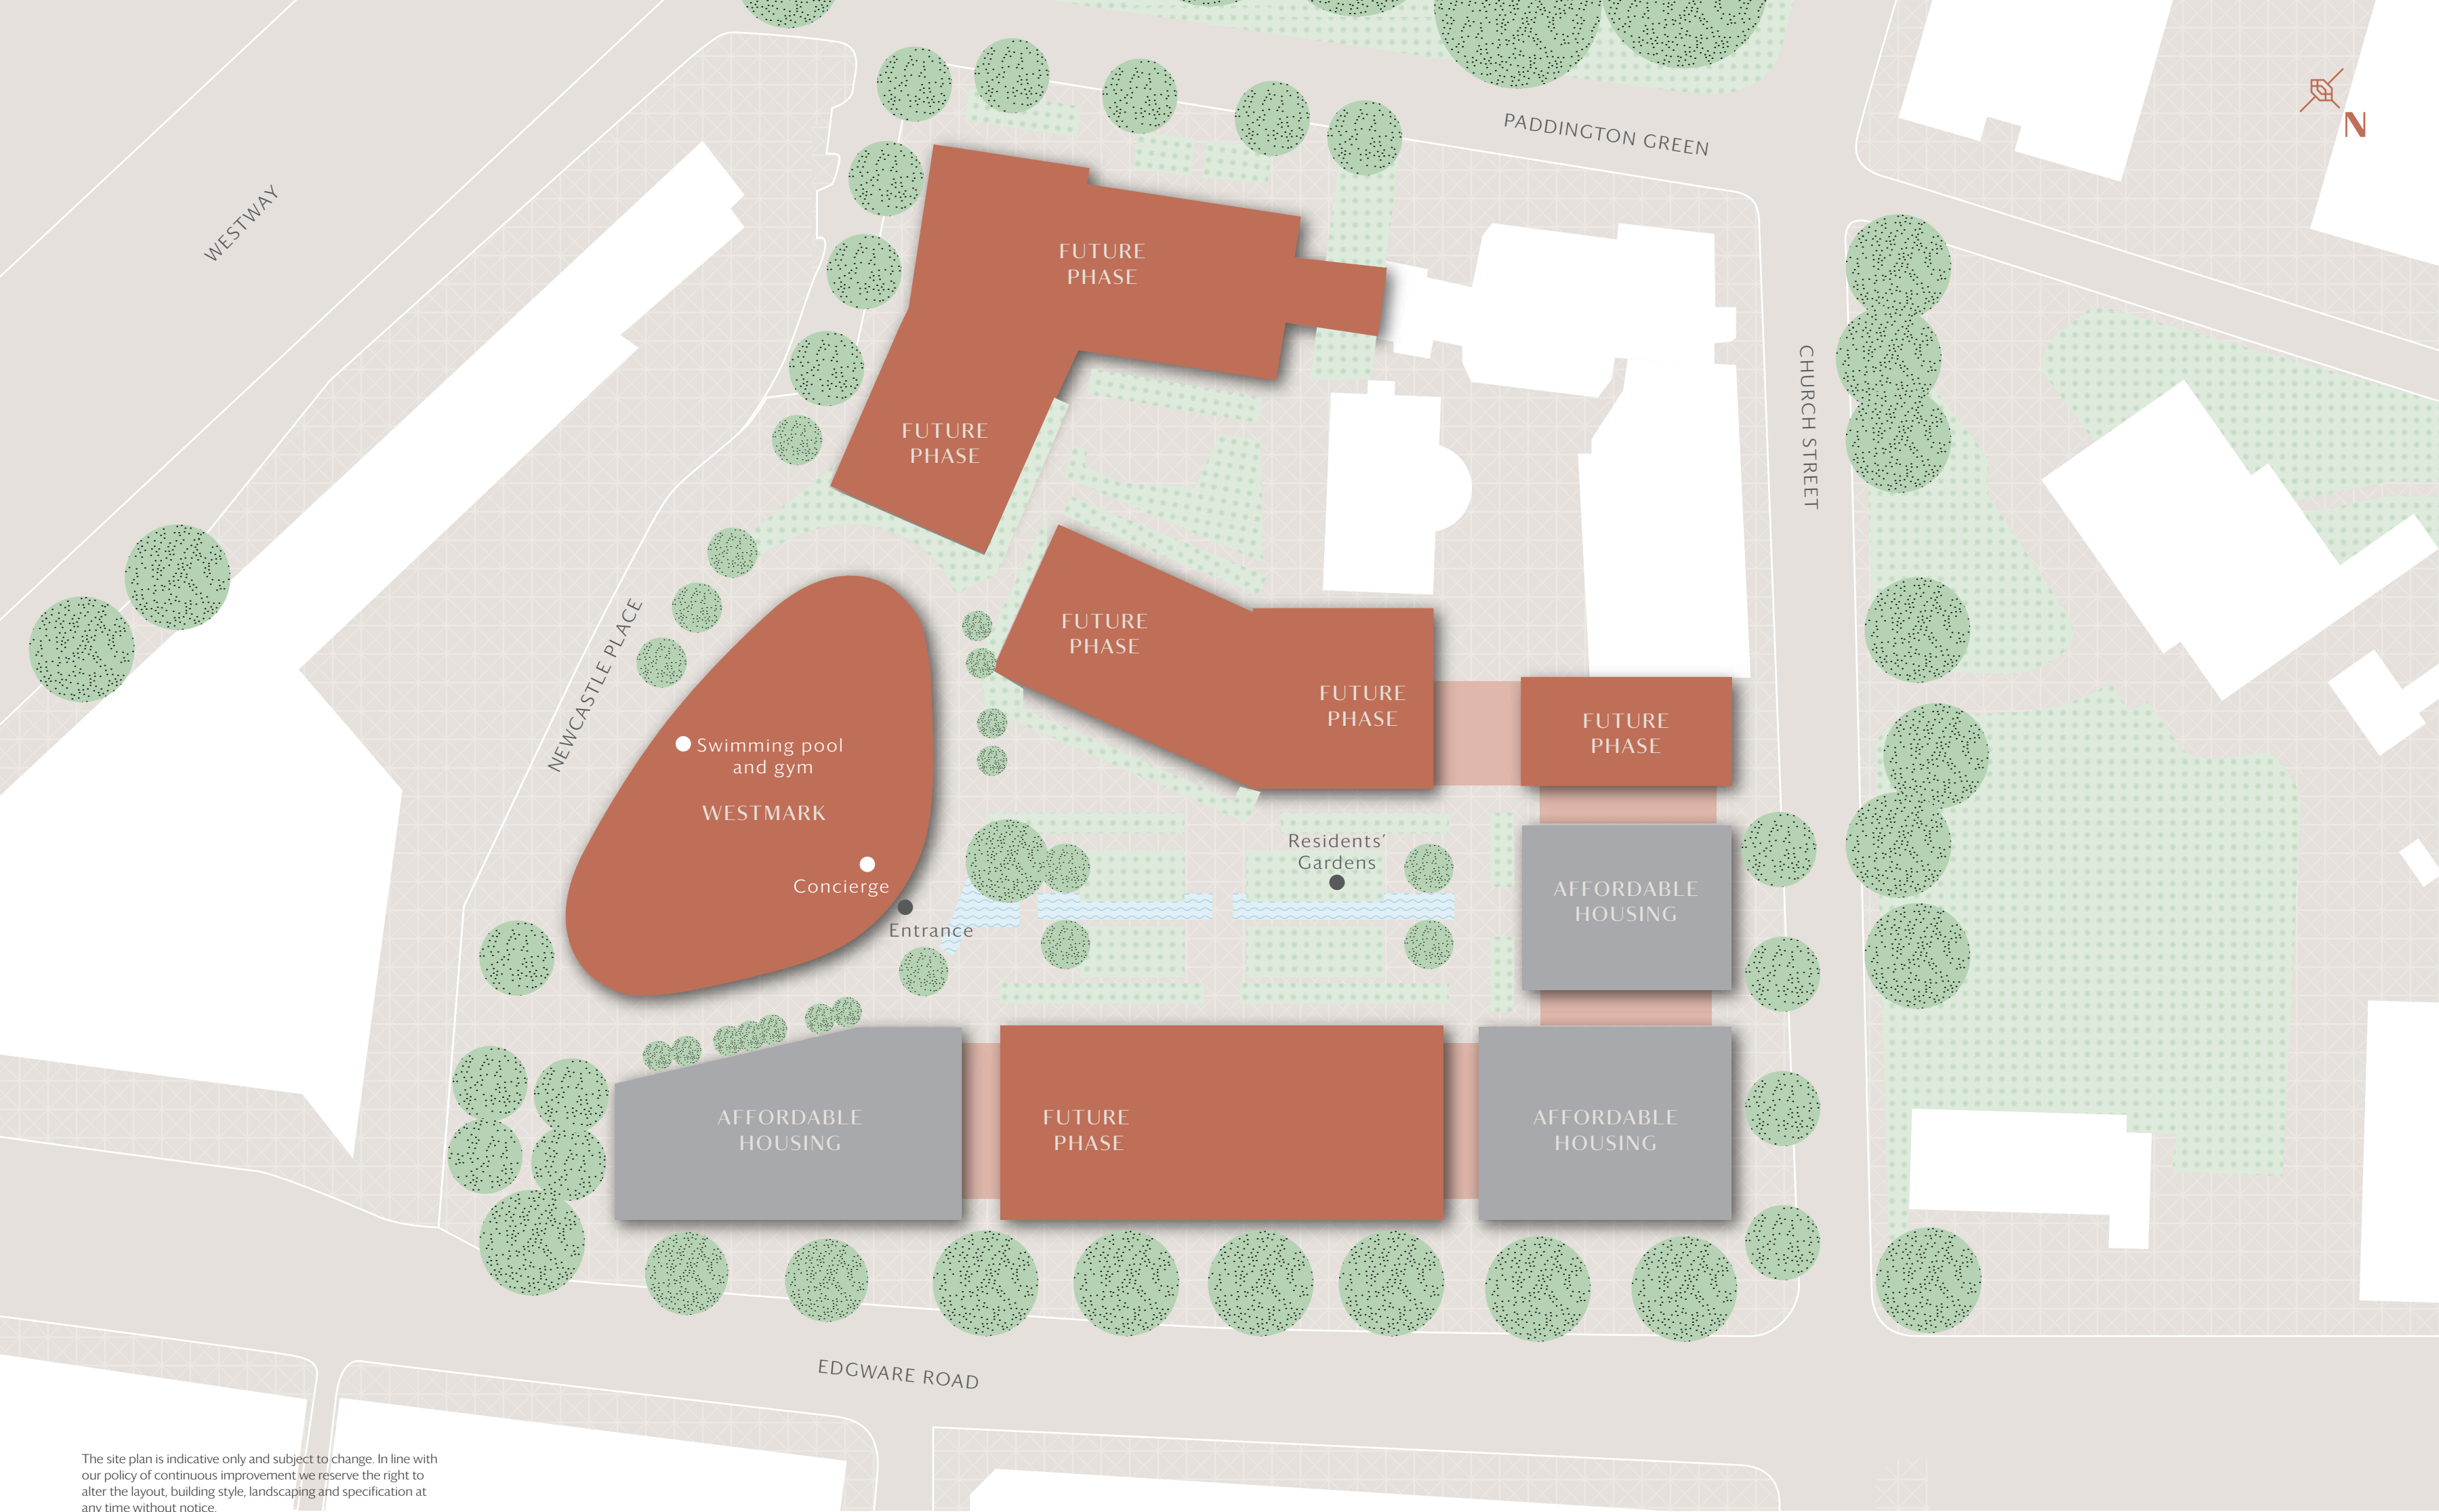 PADDINGTON GREEN
N
WESTWAY
FUTURE
PHASE
CHURCH STREET
FUTURE
PHASE
NEWCASTLE PLACE
FUTURE
PHASE
FUTURE
PHASE
FUTURE
PHASE
Swimming pool
and gym
WESTMARK
Concierge
Entrance
Residents'
Gardens
AFFORDABLE
HOUSING
AFFORDABLE
HOUSING
FUTURE
PHASE
AFFORDABLE
HOUSING
EDGWARE ROAD
The site plan is indicative only and subject to change. In line with
our policy of continuous improvement we reserve the right to
alter the layout, building style, landscaping and specification at
any time without notice.